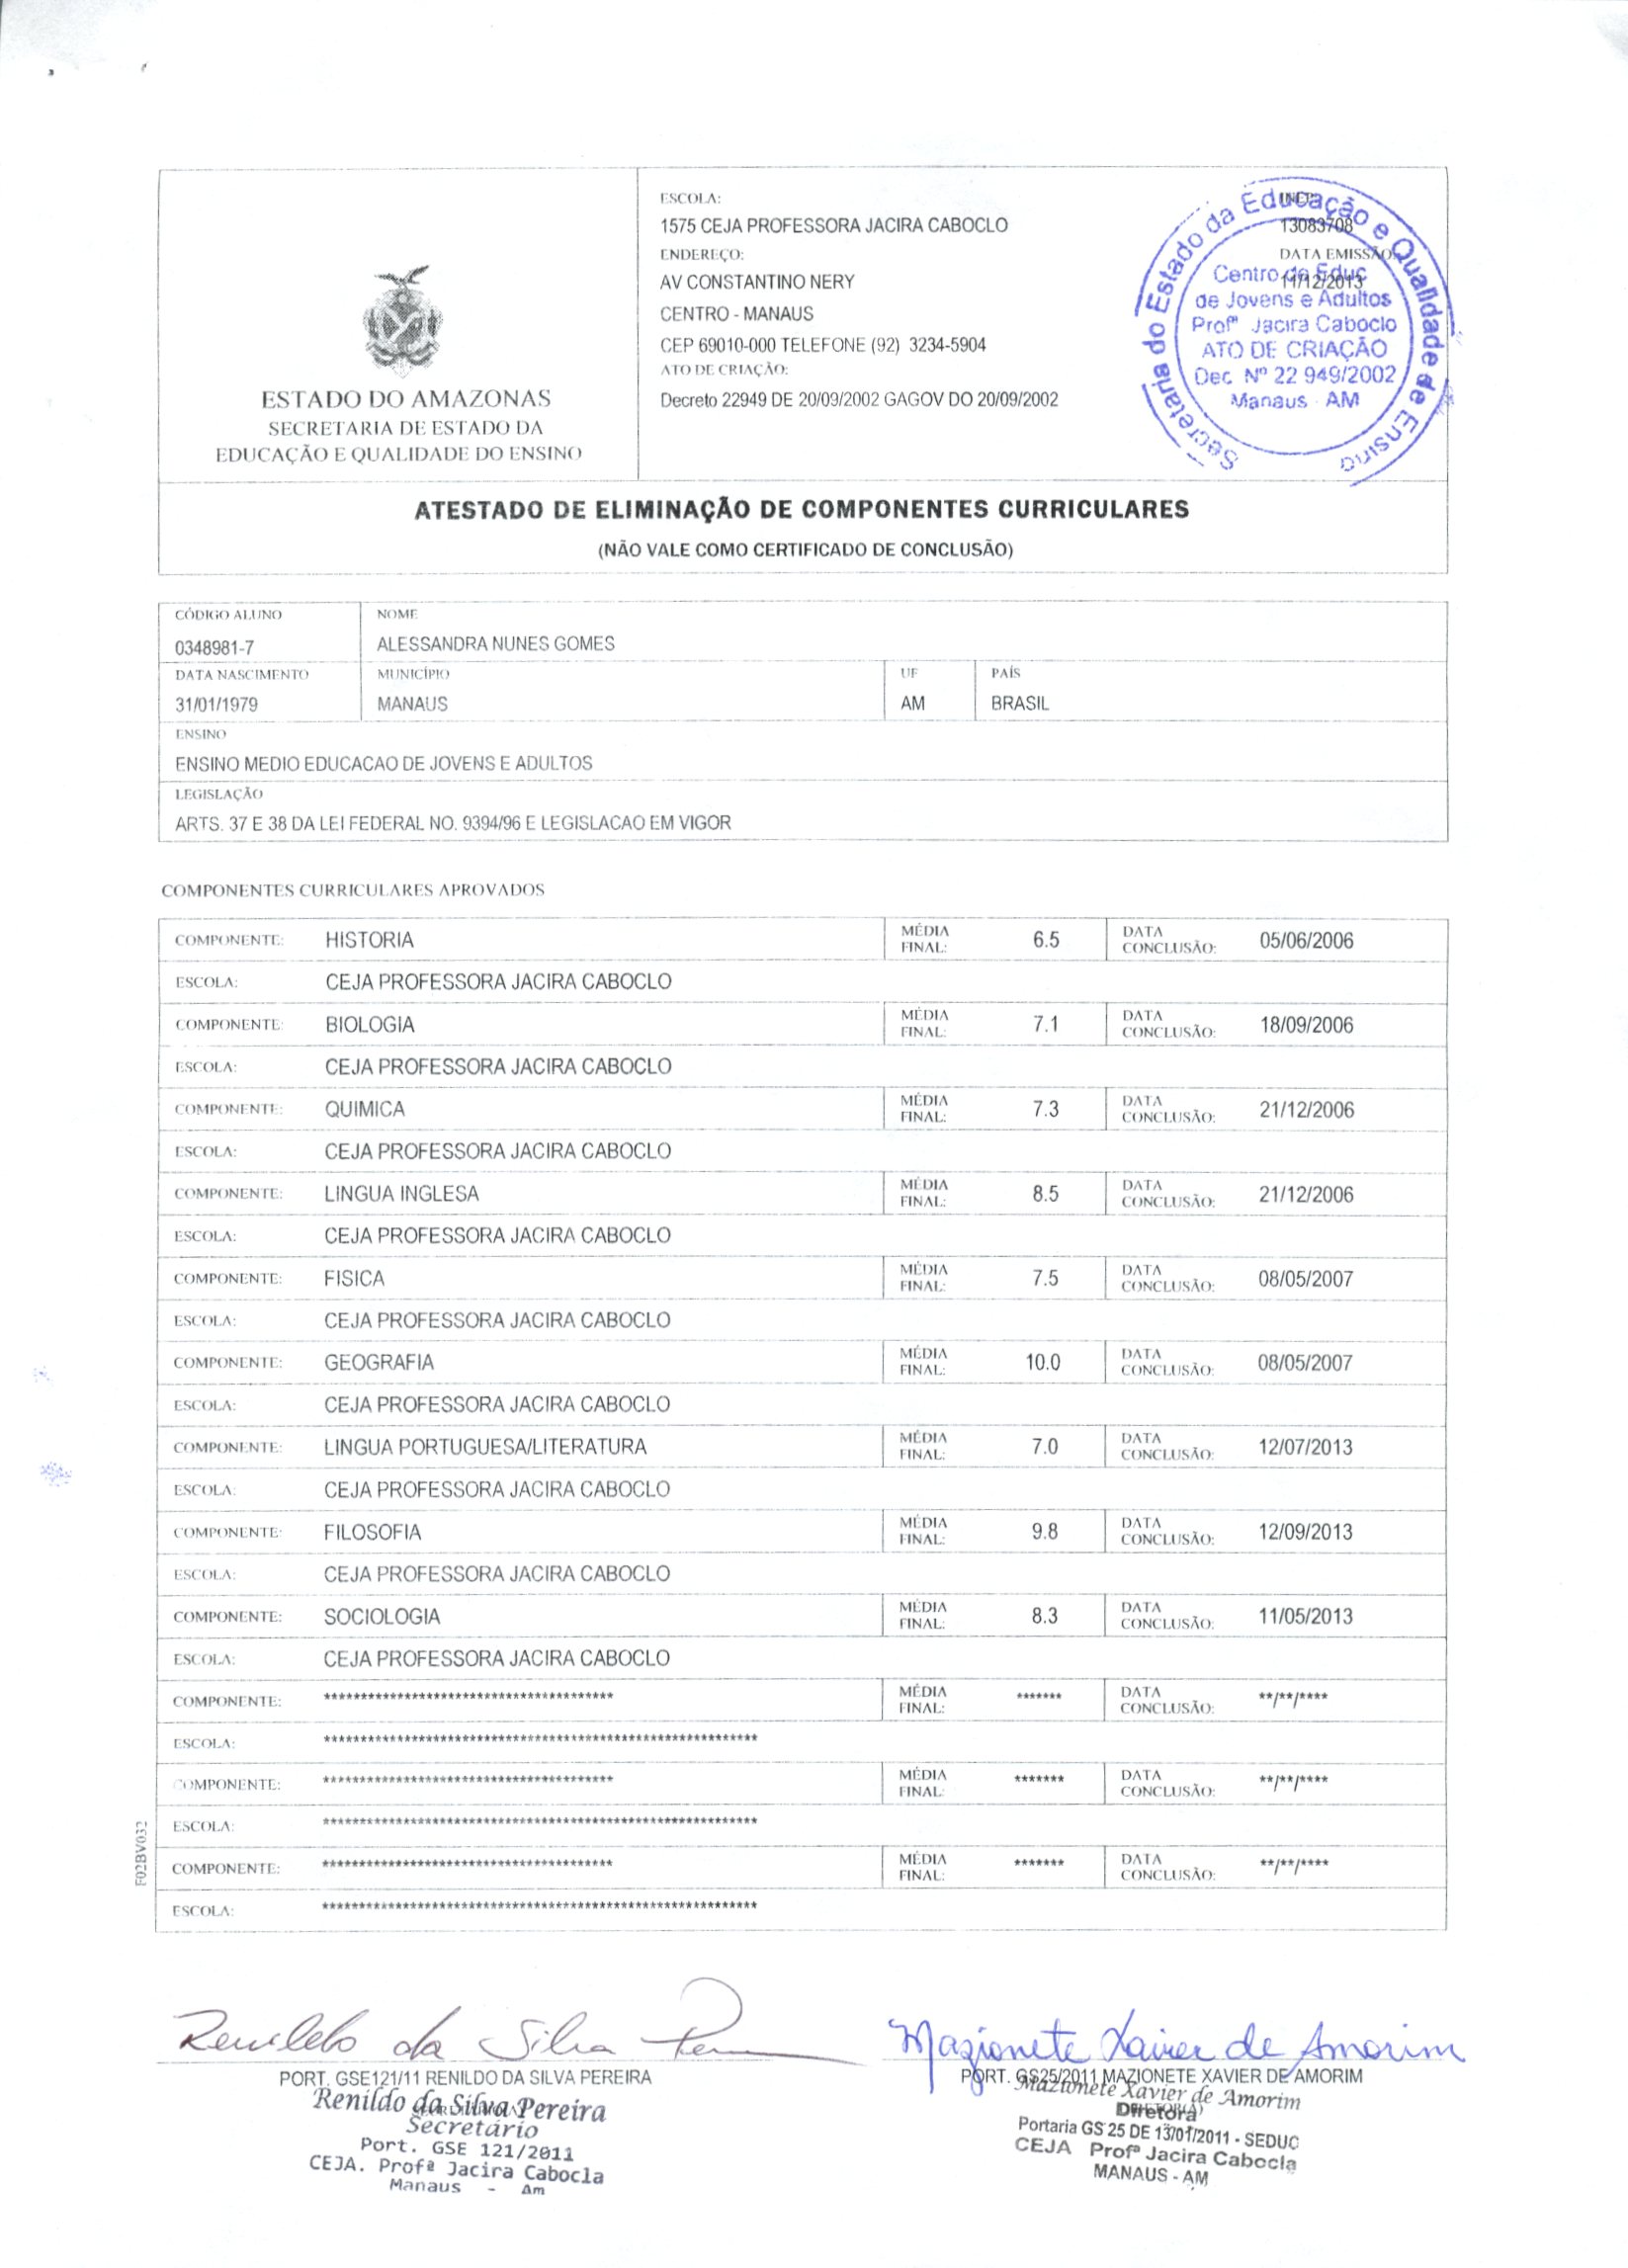 ESTADO DO AMAZONAS
SECRETARIA DE ESTADO DA
EDUCAÇÃO E QUALIDADE DO ENSINO
ESCOLA:
1575 CEJA PROFESSORA JACIRA CABOCLO
ENDEREÇO:
AV CONSTANTINO NERY
CENTRO - MANAUS
CEP 69010-000 TELEFONE (92) 3234-5904
ATO DE CRIAÇÃO:
Decreto 22949 DE 20/09/2002 GAGOV DO 20/09/2002
INEP:
13083708
DATA EMISSÃO:
11/12/2013
Secretaria do Estado da Educação e Qualidade de Ensino
Centro de Educ
de Jovens e Adultos
Profª Jacira Caboclo
ATO DE CRIAÇÃO
Dec. Nº 22 949/2002
Manaus - AM
ATESTADO DE ELIMINAÇÃO DE COMPONENTES CURRICULARES
(NÃO VALE COMO CERTIFICADO DE CONCLUSÃO)
CÓDIGO ALUNO NOME
0348981-7 ALESSANDRA NUNES GOMES
DATA NASCIMENTO MUNICÍPIO UF PAÍS
31/01/1979 MANAUS AM BRASIL
ENSINO
ENSINO MEDIO EDUCACAO DE JOVENS E ADULTOS
LEGISLAÇÃO
ARTS. 37 E 38 DA LEI FEDERAL NO. 9394/96 E LEGISLACAO EM VIGOR
COMPONENTES CURRICULARES APROVADOS
COMPONENTE: HISTORIA MÉDIA FINAL: 6.5 DATA CONCLUSÃO: 05/06/2006
ESCOLA: CEJA PROFESSORA JACIRA CABOCLO
COMPONENTE: BIOLOGIA MÉDIA FINAL: 7.1 DATA CONCLUSÃO: 18/09/2006
ESCOLA: CEJA PROFESSORA JACIRA CABOCLO
COMPONENTE: QUIMICA MÉDIA FINAL: 7.3 DATA CONCLUSÃO: 21/12/2006
ESCOLA: CEJA PROFESSORA JACIRA CABOCLO
COMPONENTE: LINGUA INGLESA MÉDIA FINAL: 8.5 DATA CONCLUSÃO: 21/12/2006
ESCOLA: CEJA PROFESSORA JACIRA CABOCLO
COMPONENTE: FISICA MÉDIA FINAL: 7.5 DATA CONCLUSÃO: 08/05/2007
ESCOLA: CEJA PROFESSORA JACIRA CABOCLO
COMPONENTE: GEOGRAFIA MÉDIA FINAL: 10.0 DATA CONCLUSÃO: 08/05/2007
ESCOLA: CEJA PROFESSORA JACIRA CABOCLO
COMPONENTE: LINGUA PORTUGUESA/LITERATURA MÉDIA FINAL: 7.0 DATA CONCLUSÃO: 12/07/2013
ESCOLA: CEJA PROFESSORA JACIRA CABOCLO
COMPONENTE: FILOSOFIA MÉDIA FINAL: 9.8 DATA CONCLUSÃO: 12/09/2013
ESCOLA: CEJA PROFESSORA JACIRA CABOCLO
COMPONENTE: SOCIOLOGIA MÉDIA FINAL: 8.3 DATA CONCLUSÃO: 11/05/2013
ESCOLA: CEJA PROFESSORA JACIRA CABOCLO
COMPONENTE: **************************************** MÉDIA FINAL: ******* DATA CONCLUSÃO: **/**/****
ESCOLA: ************************************************************
COMPONENTE: **************************************** MÉDIA FINAL: ******* DATA CONCLUSÃO: **/**/****
ESCOLA: ************************************************************
COMPONENTE: **************************************** MÉDIA FINAL: ******* DATA CONCLUSÃO: **/**/****
ESCOLA: ************************************************************
F02BV032
Renildo da Silva Pereira
PORT. GSE121/11 RENILDO DA SILVA PEREIRA
Renildo da Silva Pereira
Secretário
Port. GSE 121/2011
CEJA. Profª Jacira Cabocla
Manaus - Am
Mazionete Xavier de Amorim
PORT. GS25/2011 MAZIONETE XAVIER DE AMORIM
Mazionete Xavier de Amorim
Diretora
Portaria GS 25 DE 13/01/2011 - SEDUC
CEJA Profª Jacira Cabocla
MANAUS - AM